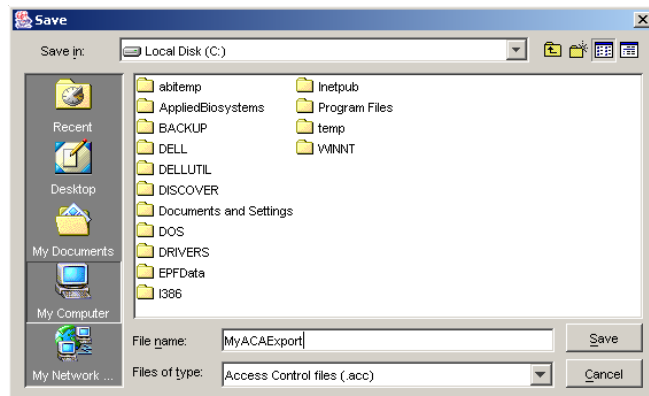 Save
Save in: Local Disk (C:)
Recent
Desktop
My Documents
My Computer
My Network ...
abitemp
AppliedBiosystems
BACKUP
DELL
DELLUTIL
DISCOVER
Documents and Settings
DOS
DRIVERS
EPFData
I386
Inetpub
Program Files
temp
WINNT
File name: MyACAExport Save
Files of type: Access Control files (.acc) Cancel